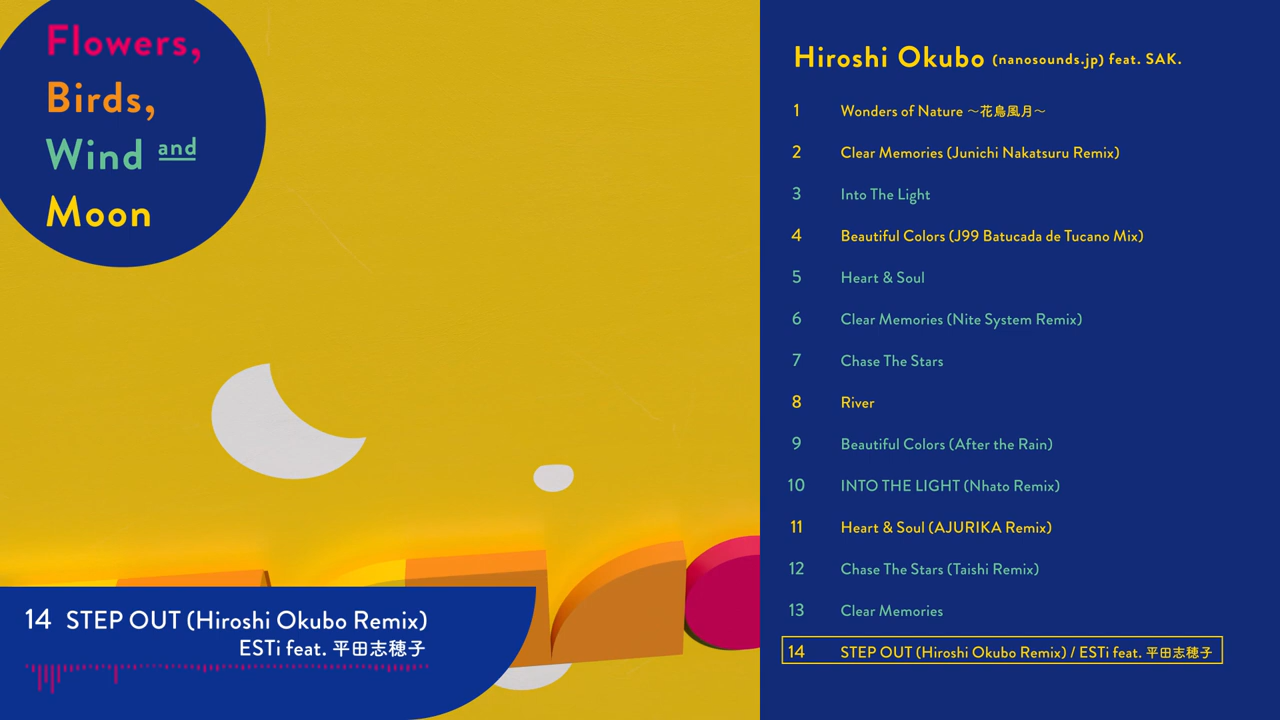 Flowers,
Birds,
Wind and
Moon
14 STEP OUT (Hiroshi Okubo Remix)
ESTi feat. 平田志穂子
Hiroshi Okubo (nanosounds.jp) feat. SAK.
1 Wonders of Nature ～花鳥風月～
2 Clear Memories (Junichi Nakatsuru Remix)
3 Into The Light
4 Beautiful Colors (J99 Batucada de Tucano Mix)
5 Heart & Soul
6 Clear Memories (Nite System Remix)
7 Chase The Stars
8 River
9 Beautiful Colors (After the Rain)
10 INTO THE LIGHT (Nhato Remix)
11 Heart & Soul (AJURIKA Remix)
12 Chase The Stars (Taishi Remix)
13 Clear Memories
14 STEP OUT (Hiroshi Okubo Remix) / ESTi feat. 平田志穂子